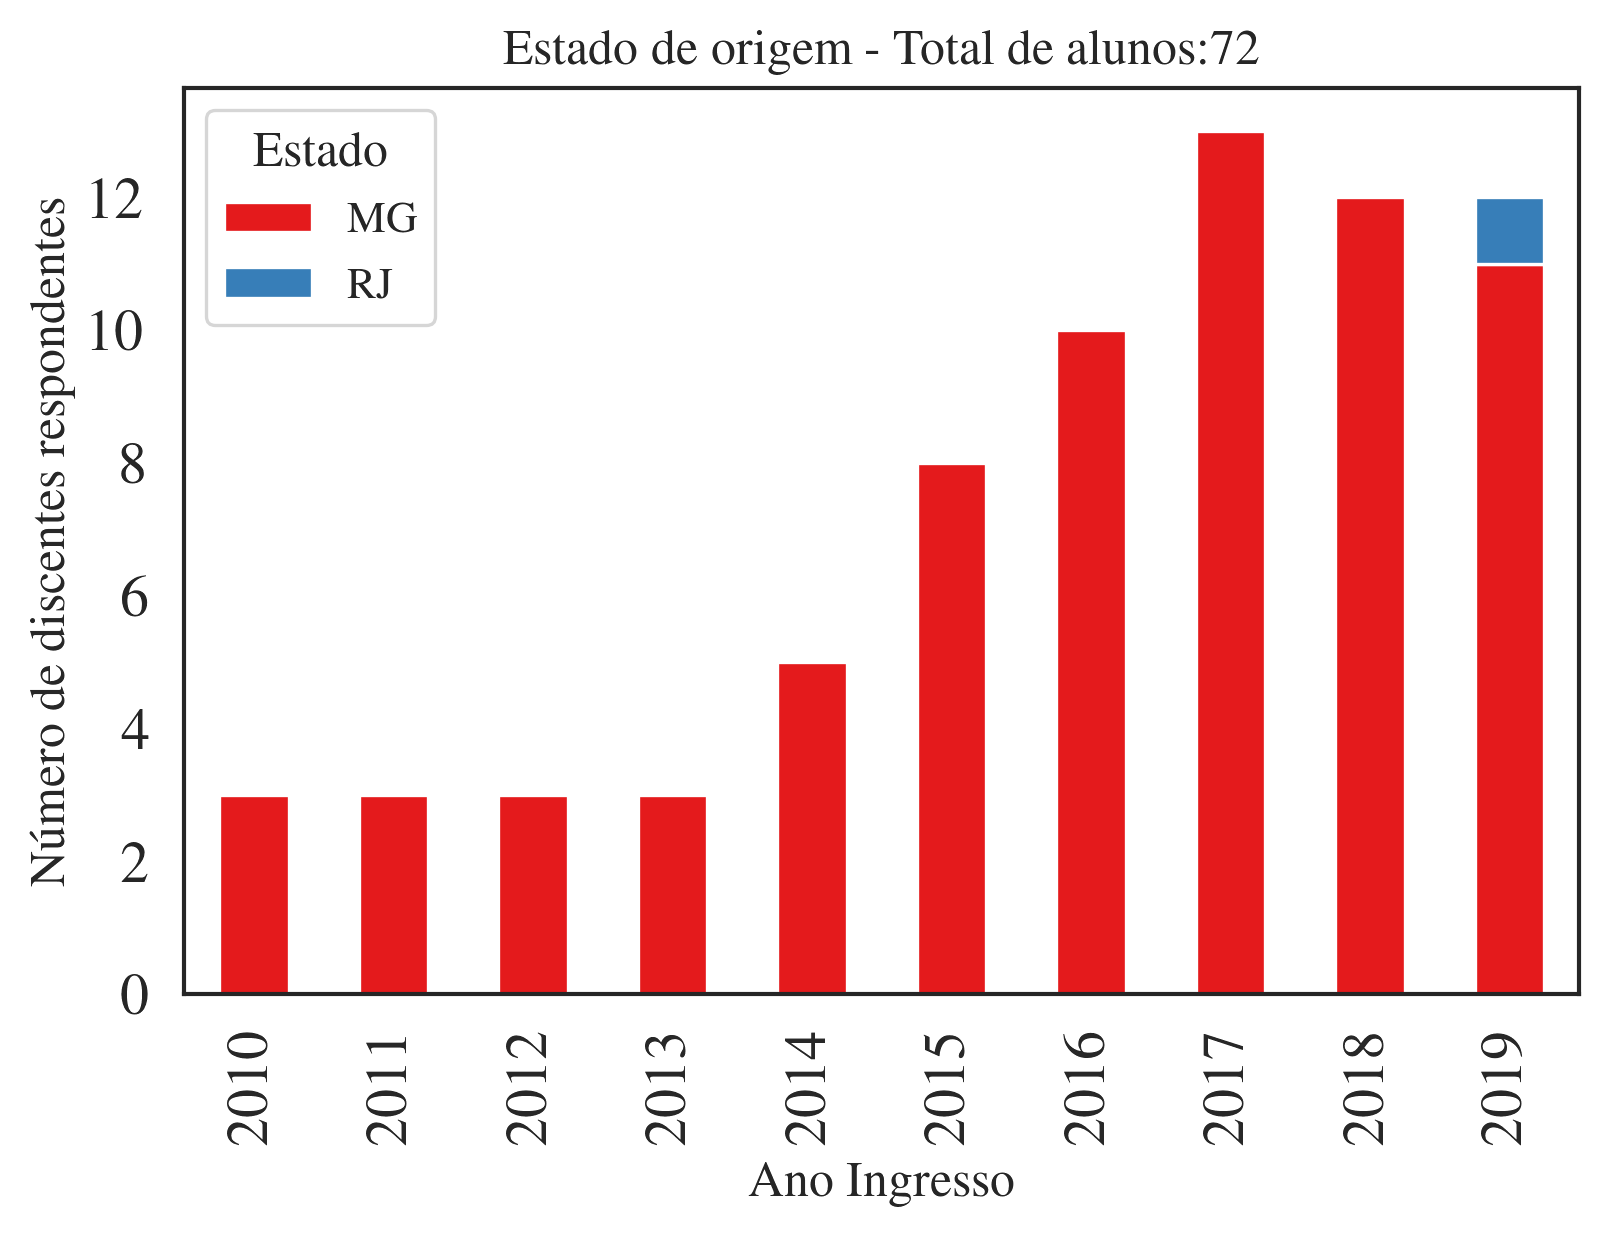 Estado de origem - Total de alunos:72
Estado
MG
RJ
Número de discentes respondentes
12
10
8
6
4
2
0
2010
2011
2012
2013
2014
2015
2016
2017
2018
2019
Ano Ingresso